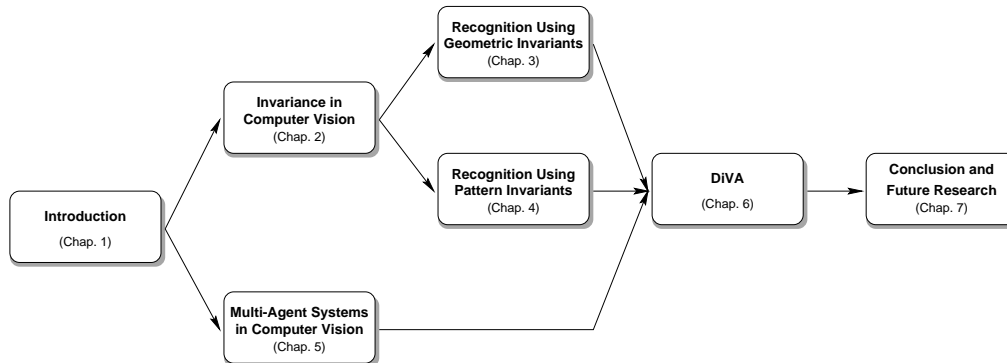 Introduction
(Chap. 1)
Invariance in
Computer Vision
(Chap. 2)
Recognition Using
Geometric Invariants
(Chap. 3)
Recognition Using
Pattern Invariants
(Chap. 4)
Multi-Agent Systems
in Computer Vision
(Chap. 5)
DiVA
(Chap. 6)
Conclusion and
Future Research
(Chap. 7)